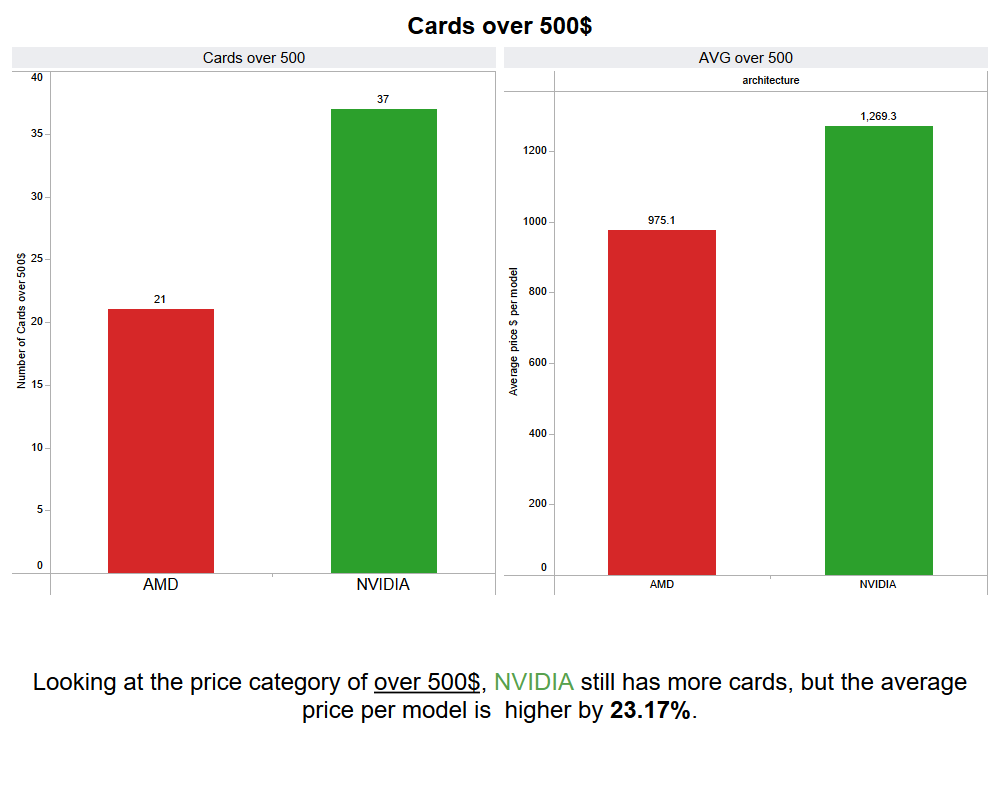 Cards over 500$
Cards over 500
AVG over 500
architecture
40
35
30
25
20
15
10
5
0
Number of Cards over 500$
21
37
AMD
NVIDIA
1200
1000
800
600
400
200
0
Average price $ per model
975.1
1,269.3
AMD
NVIDIA
Looking at the price category of over 500$, NVIDIA still has more cards, but the average
price per model is  higher by 23.17%.